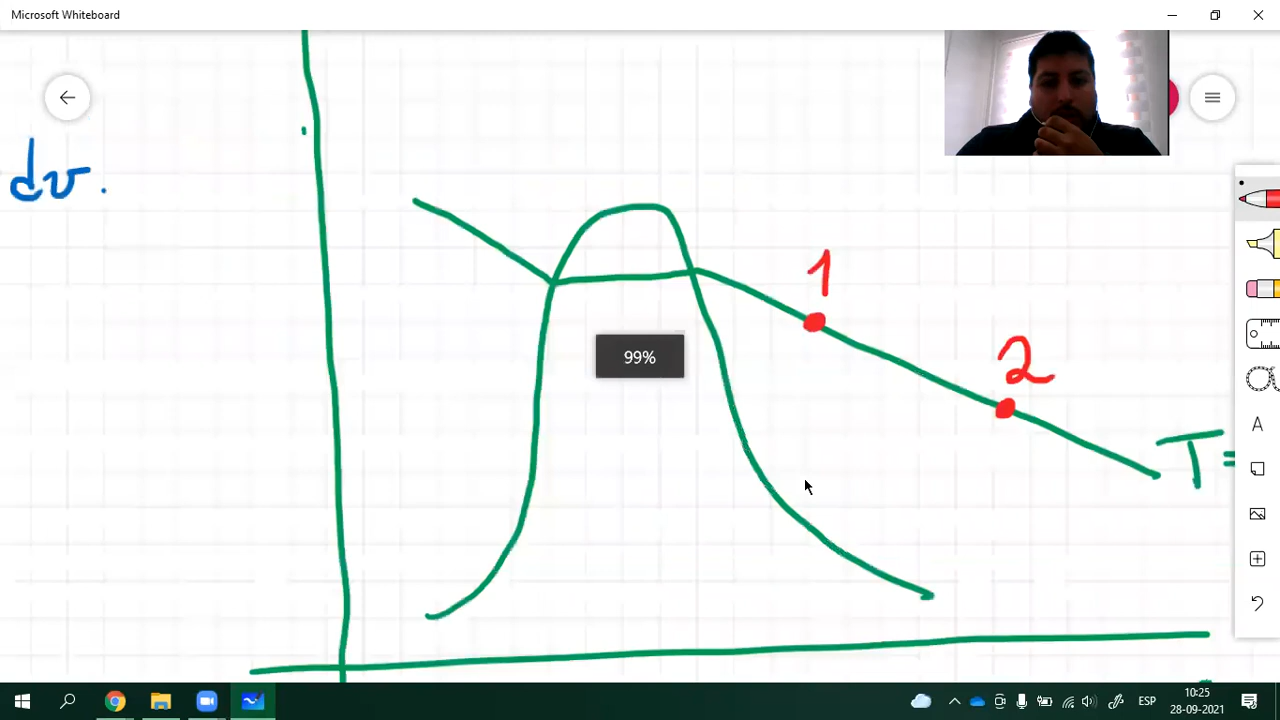 Microsoft Whiteboard
dv.
1
99%
2
T=
A
ESP
10:25
28-09-2021